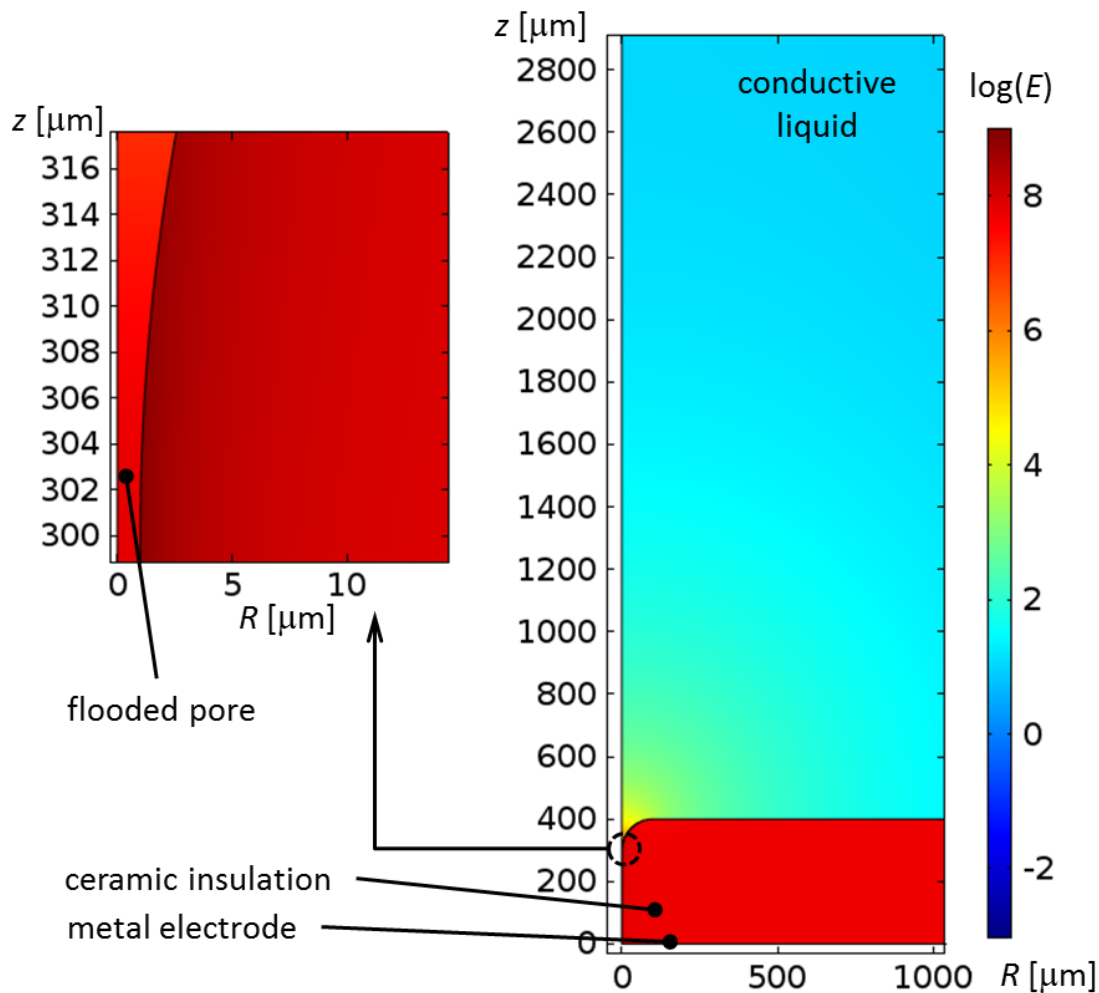 z [µm]
316
314
312
310
308
306
304
302
300
0 5 10
R [µm]
flooded pore
ceramic insulation
metal electrode
z [µm]
2800
2600
2400
2200
2000
1800
1600
1400
1200
1000
800
600
400
200
0
0 500 1000
R [µm]
conductive
liquid
log(E)
8
6
4
2
0
-2